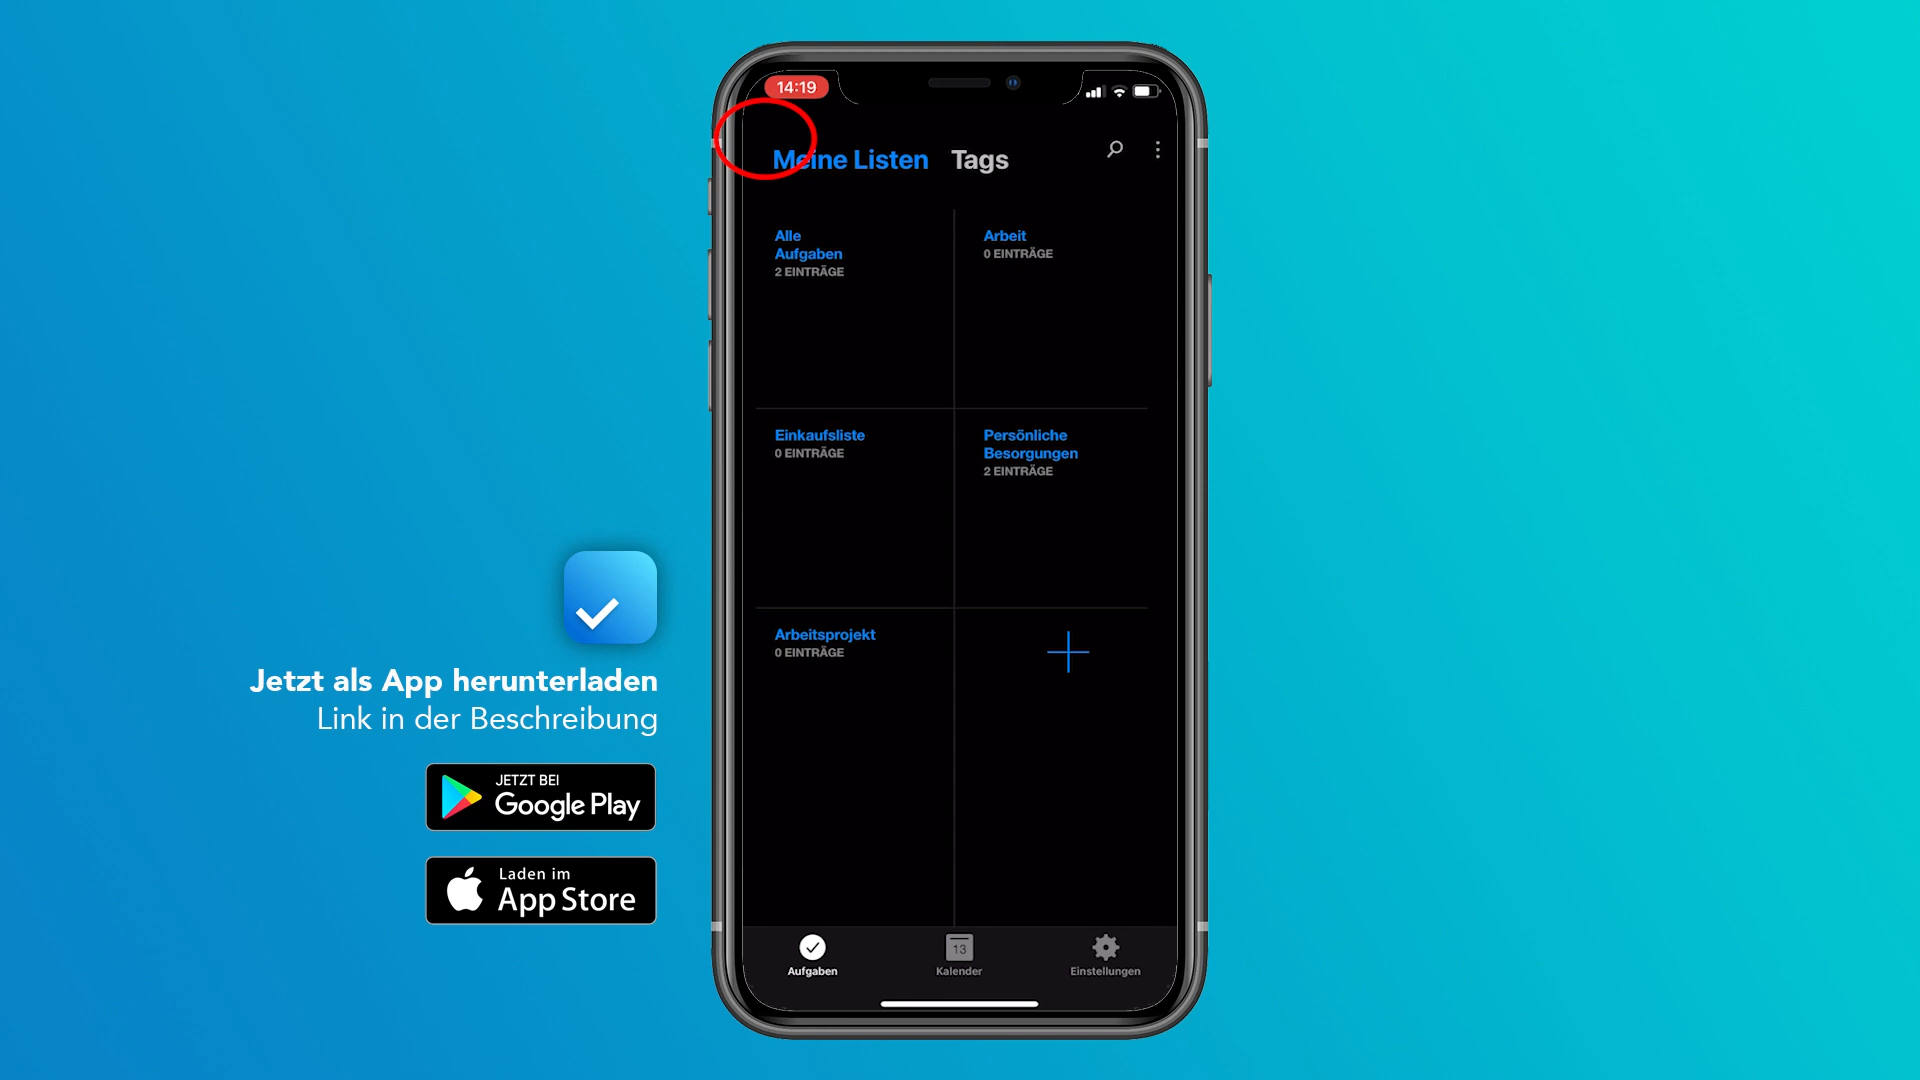 14:19
Meine Listen Tags
Alle
Aufgaben
2 EINTRÄGE
Arbeit
0 EINTRÄGE
Einkaufsliste
0 EINTRÄGE
Persönliche
Besorgungen
2 EINTRÄGE
Arbeitsprojekt
0 EINTRÄGE
13
Aufgaben
Kalender
Einstellungen
Jetzt als App herunterladen
Link in der Beschreibung
JETZT BEI
Google Play
Laden im
App Store